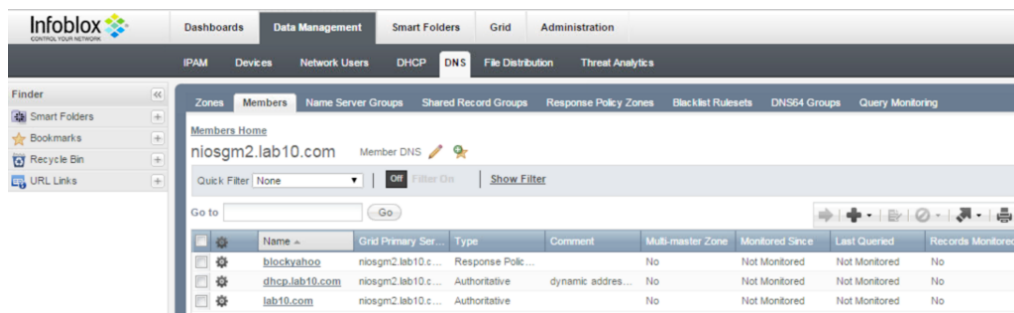 Infoblox
CONTROL YOUR NETWORK
Dashboards Data Management Smart Folders Grid Administration
IPAM Devices Network Users DHCP DNS File Distribution Threat Analytics
Finder
Smart Folders
Bookmarks
Recycle Bin
URL Links
Zones Members Name Server Groups Shared Record Groups Response Policy Zones Blacklist Rulesets DNS64 Groups Query Monitoring
Members Home
niosgm2.lab10.com Member DNS
Quick Filter None Off Filter On Show Filter
Go to Go
Name Grid Primary Ser... Type Comment Multi-master Zone Monitored Since Last Queried Records Monitored
blockyahoo niosgm2.lab10.c... Response Polic... No Not Monitored Not Monitored No
dhcp.lab10.com niosgm2.lab10.c... Authoritative dynamic addres... No Not Monitored Not Monitored No
lab10.com niosgm2.lab10.c... Authoritative No Not Monitored Not Monitored No